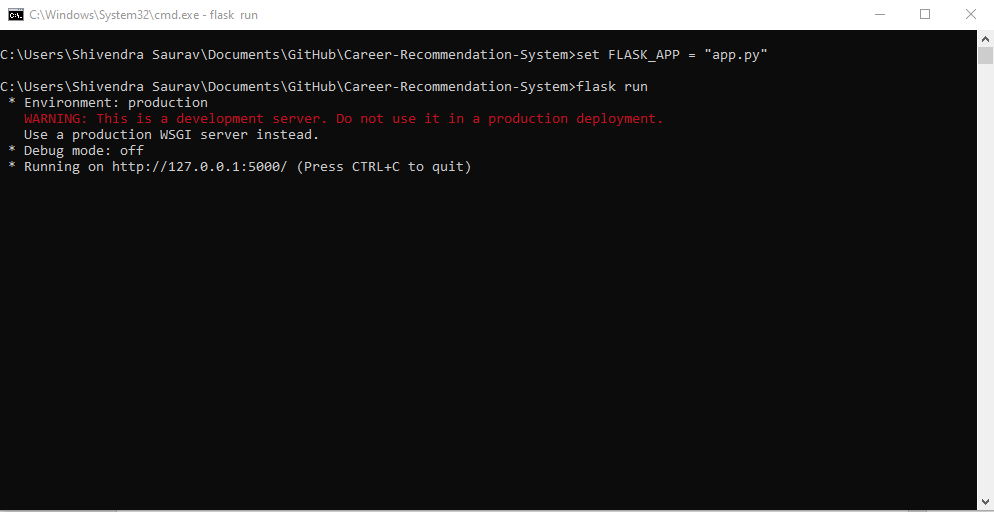 C:\Windows\System32\cmd.exe - flask run
C:\Users\Shivendra Saurav\Documents\GitHub\Career-Recommendation-System>set FLASK_APP = "app.py"
C:\Users\Shivendra Saurav\Documents\GitHub\Career-Recommendation-System>flask run
* Environment: production
WARNING: This is a development server. Do not use it in a production deployment.
Use a production WSGI server instead.
* Debug mode: off
* Running on http://127.0.0.1:5000/ (Press CTRL+C to quit)